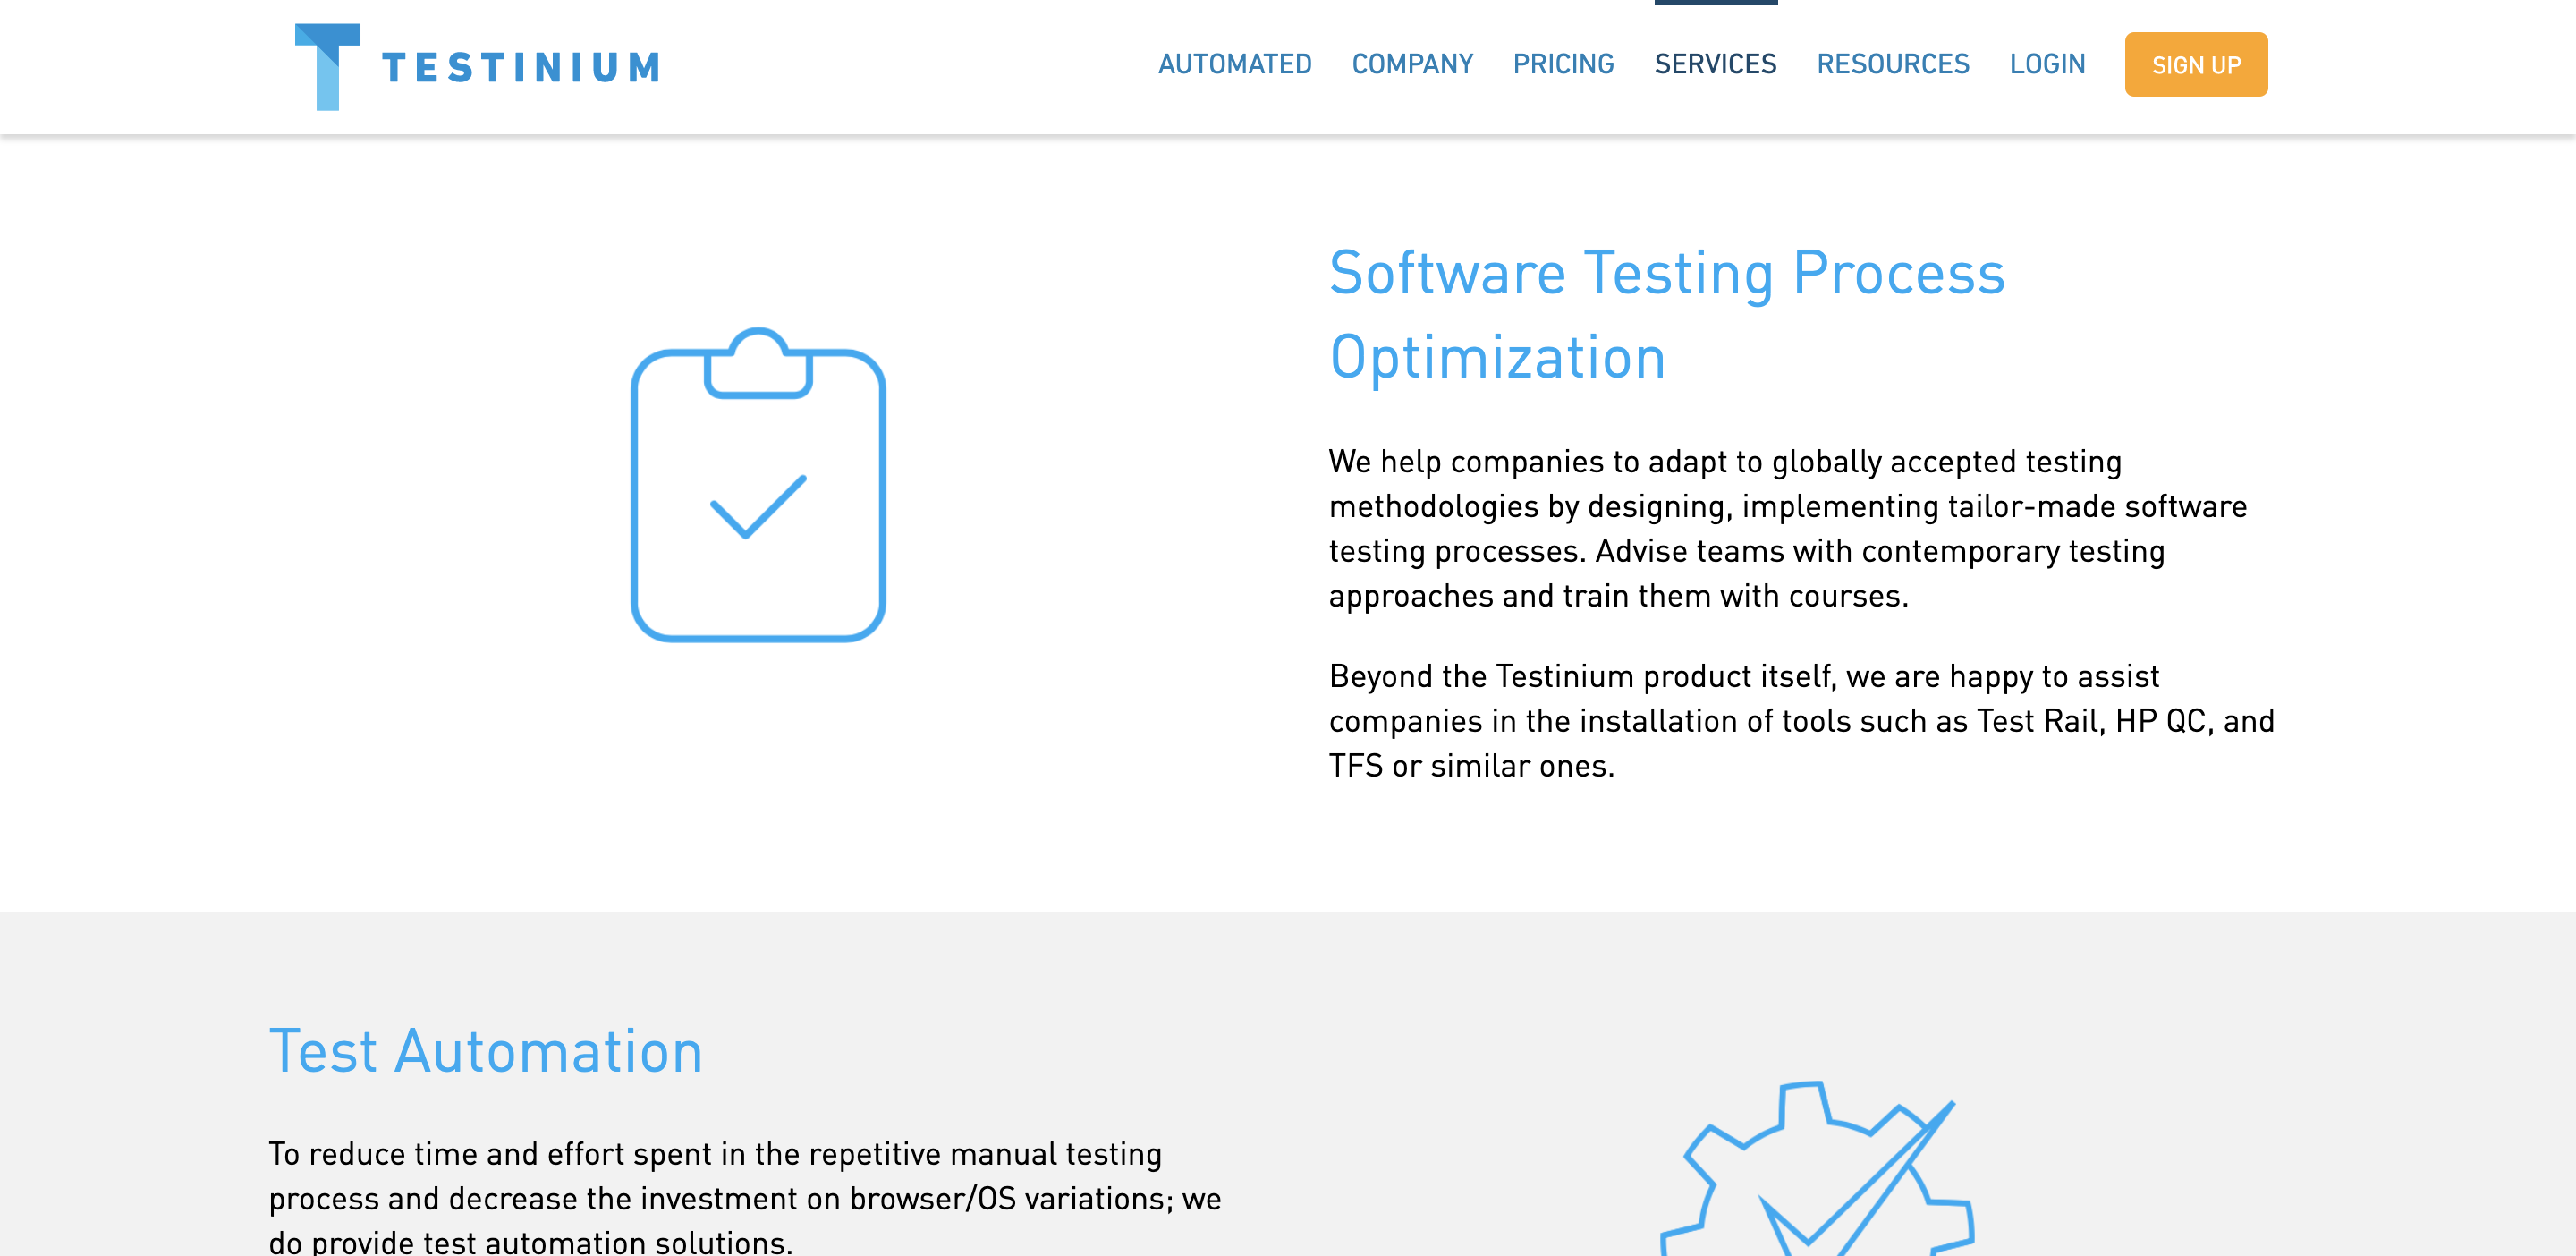 TESTINIUM
AUTOMATED COMPANY PRICING SERVICES RESOURCES LOGIN SIGN UP
Software Testing Process
Optimization
We help companies to adapt to globally accepted testing
methodologies by designing, implementing tailor-made software
testing processes. Advise teams with contemporary testing
approaches and train them with courses.
Beyond the Testinium product itself, we are happy to assist
companies in the installation of tools such as Test Rail, HP QC, and
TFS or similar ones.
Test Automation
To reduce time and effort spent in the repetitive manual testing
process and decrease the investment on browser/OS variations; we
do provide test automation solutions.